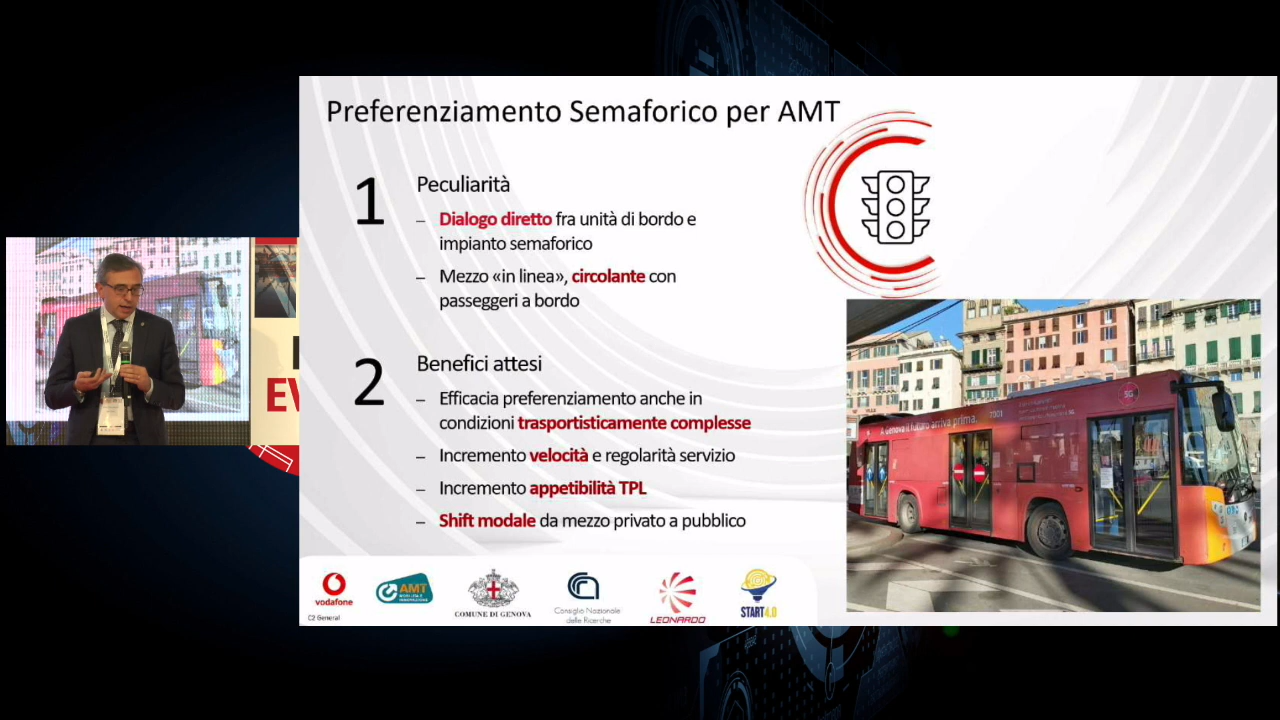 Preferenziamento Semaforico per AMT
1
Peculiarità
– Dialogo diretto fra unità di bordo e
impianto semaforico
– Mezzo «in linea», circolante con
passeggeri a bordo
2
Benefici attesi
– Efficacia preferenziamento anche in
condizioni trasportisticamente complesse
– Incremento velocità e regolarità servizio
– Incremento appetibilità TPL
– Shift modale da mezzo privato a pubblico
5G
A Genova il futuro arriva prima.
EV
vodafone
AMT
COMUNE DI GENOVA
Consiglio Nazionale
delle Ricerche
LEONARDO
START4.0
C2 General